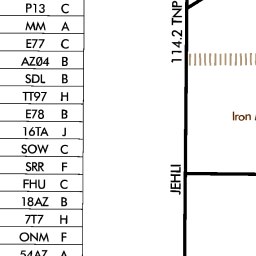 P13 C
MM A
E77 C
AZ04 B
SDL B
TT97 H
E78 B
16TA J
SOW C
SRR F
FHU C
18AZ B
7T7 H
ONM F
54AZ A
114.2 TNP
Iron
JEHLI